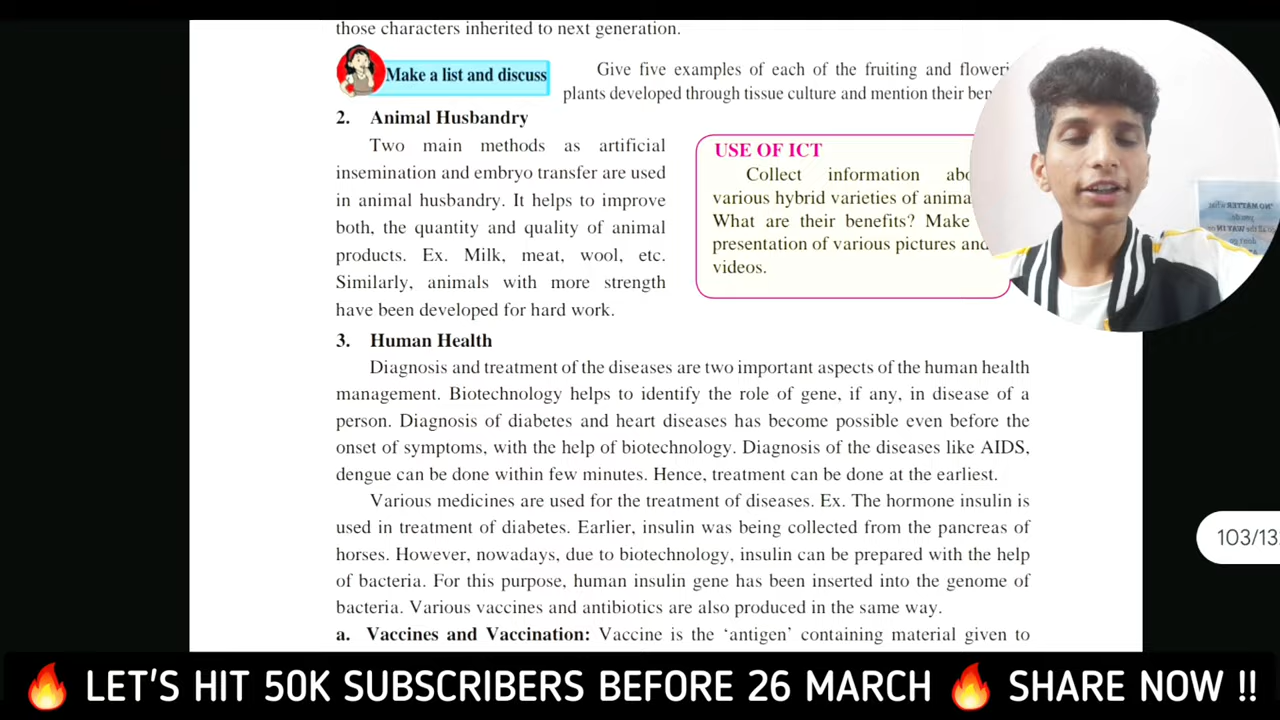 those characters inherited to next generation.
Make a list and discuss
Give five examples of each of the fruiting and
plants developed through tissue culture and mention their
2. Animal Husbandry
Two main methods as artificial
insemination and embryo transfer are used
in animal husbandry. It helps to improve
both, the quantity and quality of animal
products. Ex. Milk, meat, wool, etc.
Similarly, animals with more strength
have been developed for hard work.
USE OF ICT
Collect information
various hybrid varieties of
What are their benefits? Make
presentation of various pictures and
videos.
3. Human Health
Diagnosis and treatment of the diseases are two important aspects of the human health
management. Biotechnology helps to identify the role of gene, if any, in disease of a
person. Diagnosis of diabetes and heart diseases has become possible even before the
onset of symptoms, with the help of biotechnology. Diagnosis of the diseases like AIDS,
dengue can be done within few minutes. Hence, treatment can be done at the earliest.
Various medicines are used for the treatment of diseases. Ex. The hormone insulin is
used in treatment of diabetes. Earlier, insulin was being collected from the pancreas of
horses. However, nowadays, due to biotechnology, insulin can be prepared with the help
of bacteria. For this purpose, human insulin gene has been inserted into the genome of
bacteria. Various vaccines and antibiotics are also produced in the same way.
a. Vaccines and Vaccination: Vaccine is the ‘antigen’ containing material given to
"NO MATTER what
103/13
🔥 LET'S HIT 50K SUBSCRIBERS BEFORE 26 MARCH 🔥 SHARE NOW !!